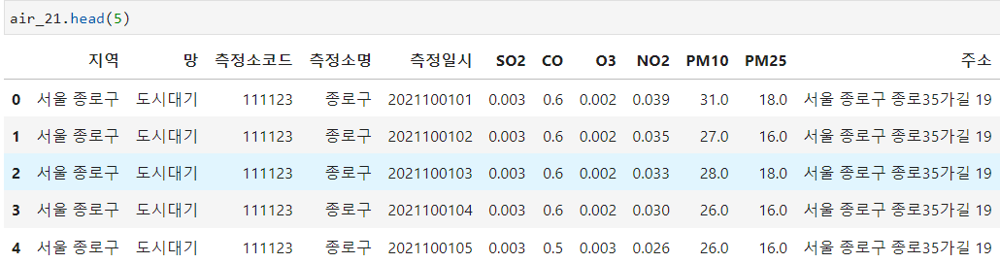 air_21.head(5)
지역 망 측정소코드 측정소명 측정일시 SO2 CO O3 NO2 PM10 PM25 주소
0 서울 종로구 도시대기 111123 종로구 2021100101 0.003 0.6 0.002 0.039 31.0 18.0 서울 종로구 종로35가길 19
1 서울 종로구 도시대기 111123 종로구 2021100102 0.003 0.6 0.002 0.035 27.0 16.0 서울 종로구 종로35가길 19
2 서울 종로구 도시대기 111123 종로구 2021100103 0.003 0.6 0.002 0.033 28.0 18.0 서울 종로구 종로35가길 19
3 서울 종로구 도시대기 111123 종로구 2021100104 0.003 0.6 0.002 0.030 26.0 16.0 서울 종로구 종로35가길 19
4 서울 종로구 도시대기 111123 종로구 2021100105 0.003 0.5 0.003 0.026 26.0 16.0 서울 종로구 종로35가길 19